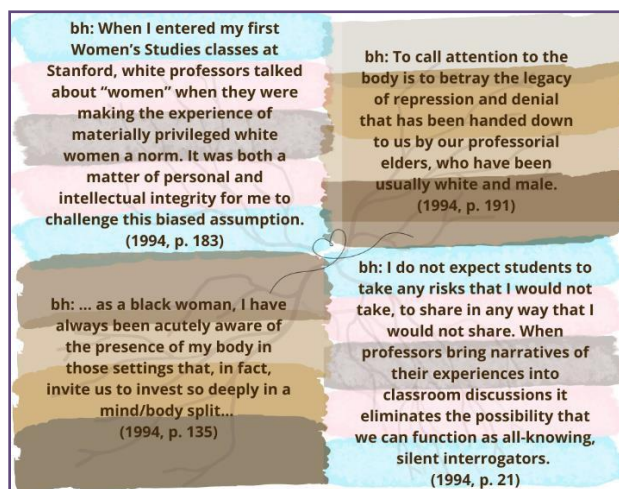 bh: When I entered my first
Women's Studies classes at
Stanford, white professors talked
about “women” when they were
making the experience of
materially privileged white
women a norm. It was both a
matter of personal and
intellectual integrity for me to
challenge this biased assumption.
(1994, p. 183)
bh: To call attention to the
body is to betray the legacy
of repression and denial
that has been handed down
to us by our professorial
elders, who have been
usually white and male.
(1994, p. 191)
bh: ... as a black woman, I have
always been acutely aware of
the presence of my body in
those settings that, in fact,
invite us to invest so deeply in a
mind/body split...
(1994, p. 135)
bh: I do not expect students to
take any risks that I would not
take, to share in any way that I
would not share. When
professors bring narratives of
their experiences into
classroom discussions it
eliminates the possibility that
we can function as all-knowing,
silent interrogators.
(1994, p. 21)